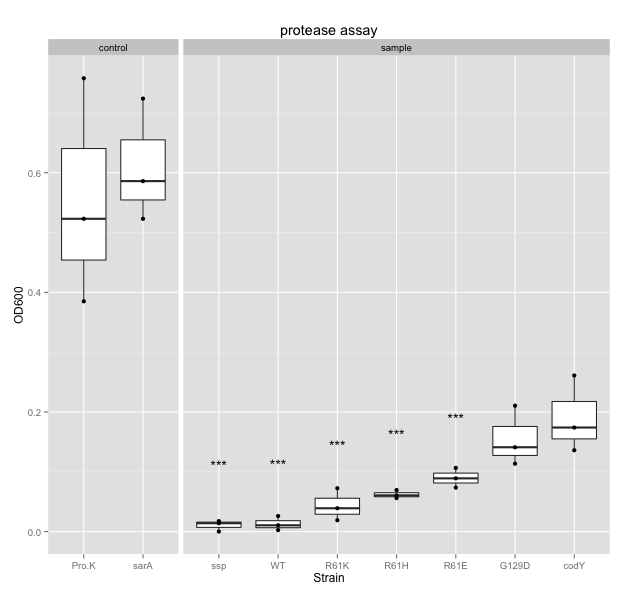 protease assay
control sample
0.6
0.4
0.2
0.0
OD600
*** *** *** *** ***
Pro.K sarA ssp WT R61K R61H R61E G129D codY
Strain